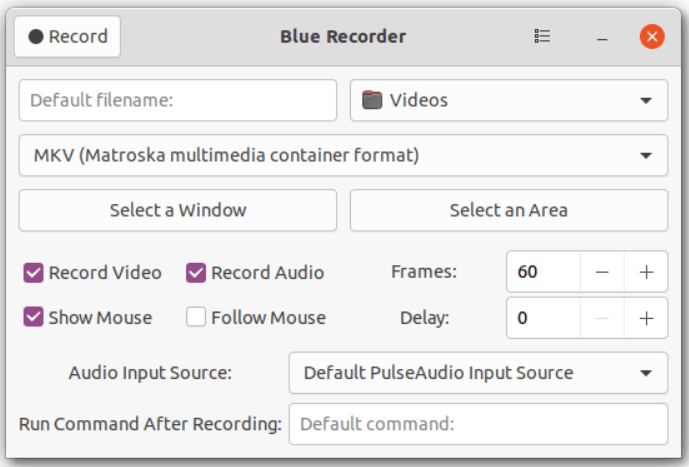 Record Blue Recorder
Default filename: Videos
MKV (Matroska multimedia container format)
Select a Window Select an Area
Record Video Record Audio Frames: 60
Show Mouse Follow Mouse Delay: 0
Audio Input Source: Default PulseAudio Input Source
Run Command After Recording: Default command: